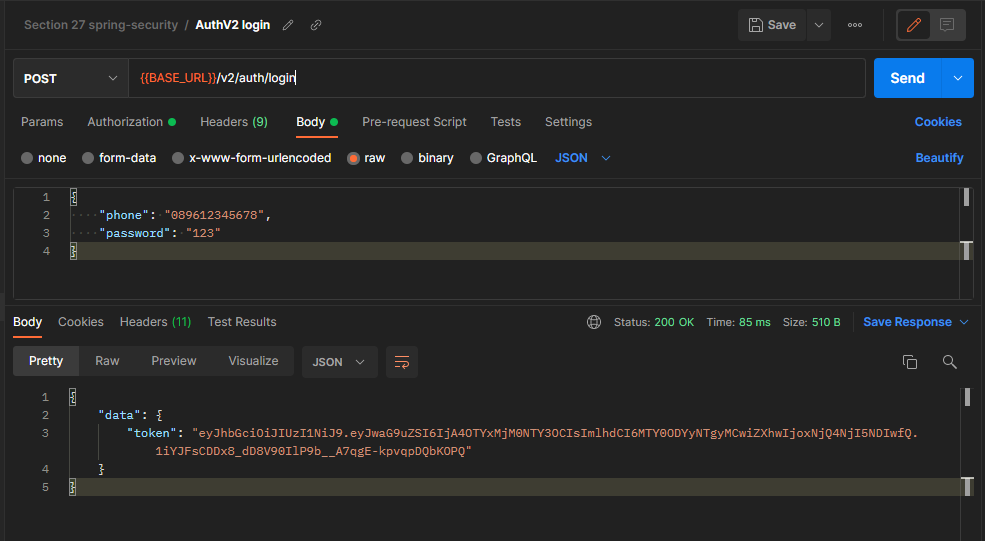 Section 27 spring-security / AuthV2 login
Save
POST
{{BASE_URL}}/v2/auth/login
Send
Params Authorization Headers (9) Body Pre-request Script Tests Settings Cookies
none form-data x-www-form-urlencoded raw binary GraphQL JSON Beautify
1 {
2 "phone": "089612345678",
3 "password": "123"
4 }
Body Cookies Headers (11) Test Results Status: 200 OK Time: 85 ms Size: 510 B Save Response
Pretty Raw Preview Visualize JSON
1 {
2 "data": {
3 "token": "eyJhbGciOiJIUzI1NiJ9.eyJwaG9uZSI6IjA4OTYxMjM0NTY3OCIsImlhdCI6MTY0ODYyNTgyMCwiZXhwIjoxNjQ4NjI5NDIwfQ.
1iYJFsCDDx8_dD8V90IlP9b__A7qgE-kpvqpDQbKOPQ"
4 }
5 }